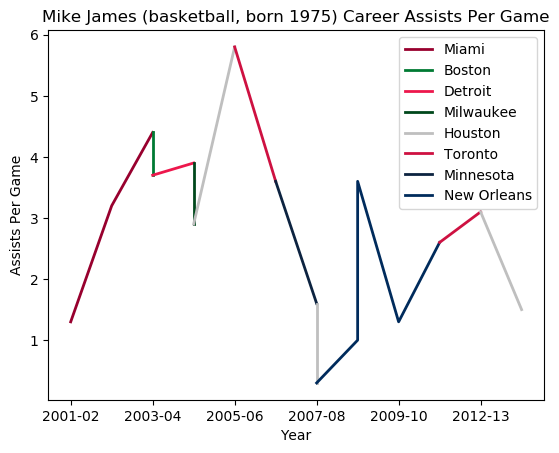 Mike James (basketball, born 1975) Career Assists Per Game
6
5
4
3
2
1
Assists Per Game
Miami
Boston
Detroit
Milwaukee
Houston
Toronto
Minnesota
New Orleans
2001-02 2003-04 2005-06 2007-08 2009-10 2012-13
Year